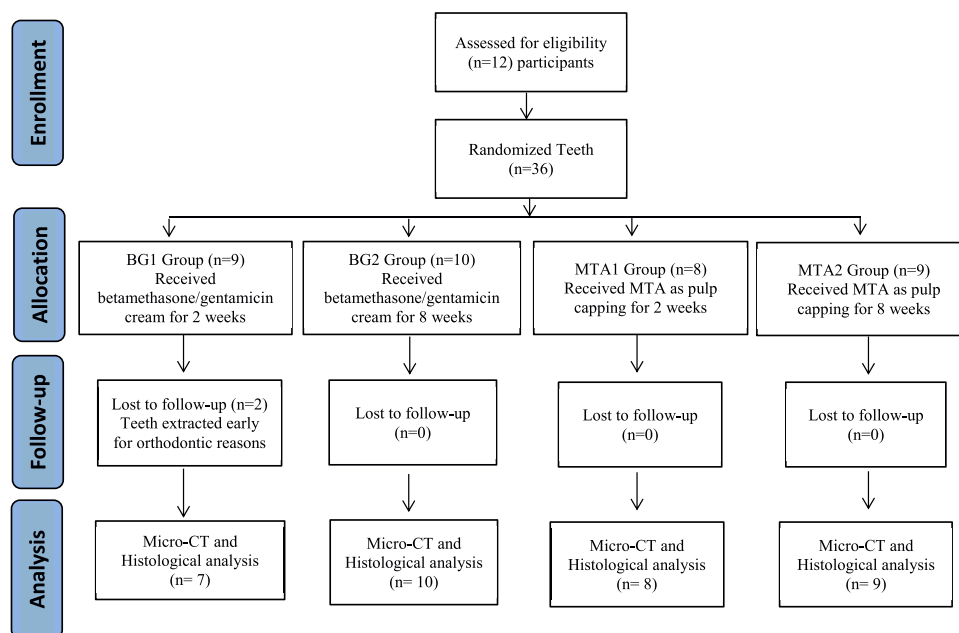 Enrollment
Assessed for eligibility
(n=12) participants
Randomized Teeth
(n=36)
Allocation
BG1 Group (n=9)
Received
betamethasone/gentamicin
cream for 2 weeks
BG2 Group (n=10)
Received
betamethasone/gentamicin
cream for 8 weeks
MTA1 Group (n=8)
Received MTA as pulp
capping for 2 weeks
MTA2 Group (n=9)
Received MTA as pulp
capping for 8 weeks
Follow-up
Lost to follow-up (n=2)
Teeth extracted early
for orthodontic reasons
Lost to follow-up
(n=0)
Lost to follow-up
(n=0)
Lost to follow-up
(n=0)
Analysis
Micro-CT and
Histological analysis
(n= 7)
Micro-CT and
Histological analysis
(n= 10)
Micro-CT and
Histological analysis
(n= 8)
Micro-CT and
Histological analysis
(n= 9)